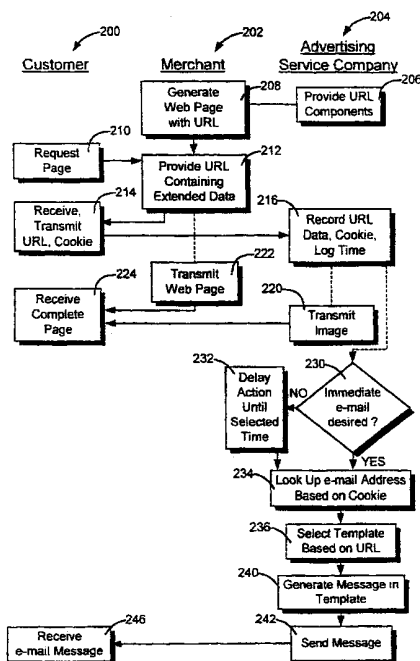 200
202
204
Customer
Merchant
Advertising
Service Company
208
206
Generate
Web Page
with URL
Provide URL
Components
210
212
Request
Page
Provide URL
Containing
Extended Data
214
216
Receive,
Transmit
URL, Cookie
Record URL
Data, Cookie,
Log Time
222
Transmit
Web Page
224
220
Receive
Complete
Page
Transmit
Image
232
230
Delay
Action
Until
Selected
Time
NO
Immediate
e-mail
desired ?
YES
234
Look Up e-mail Address
Based on Cookie
236
Select Template
Based on URL
240
Generate Message in
Template
246
242
Receive
e-mail Message
Send Message